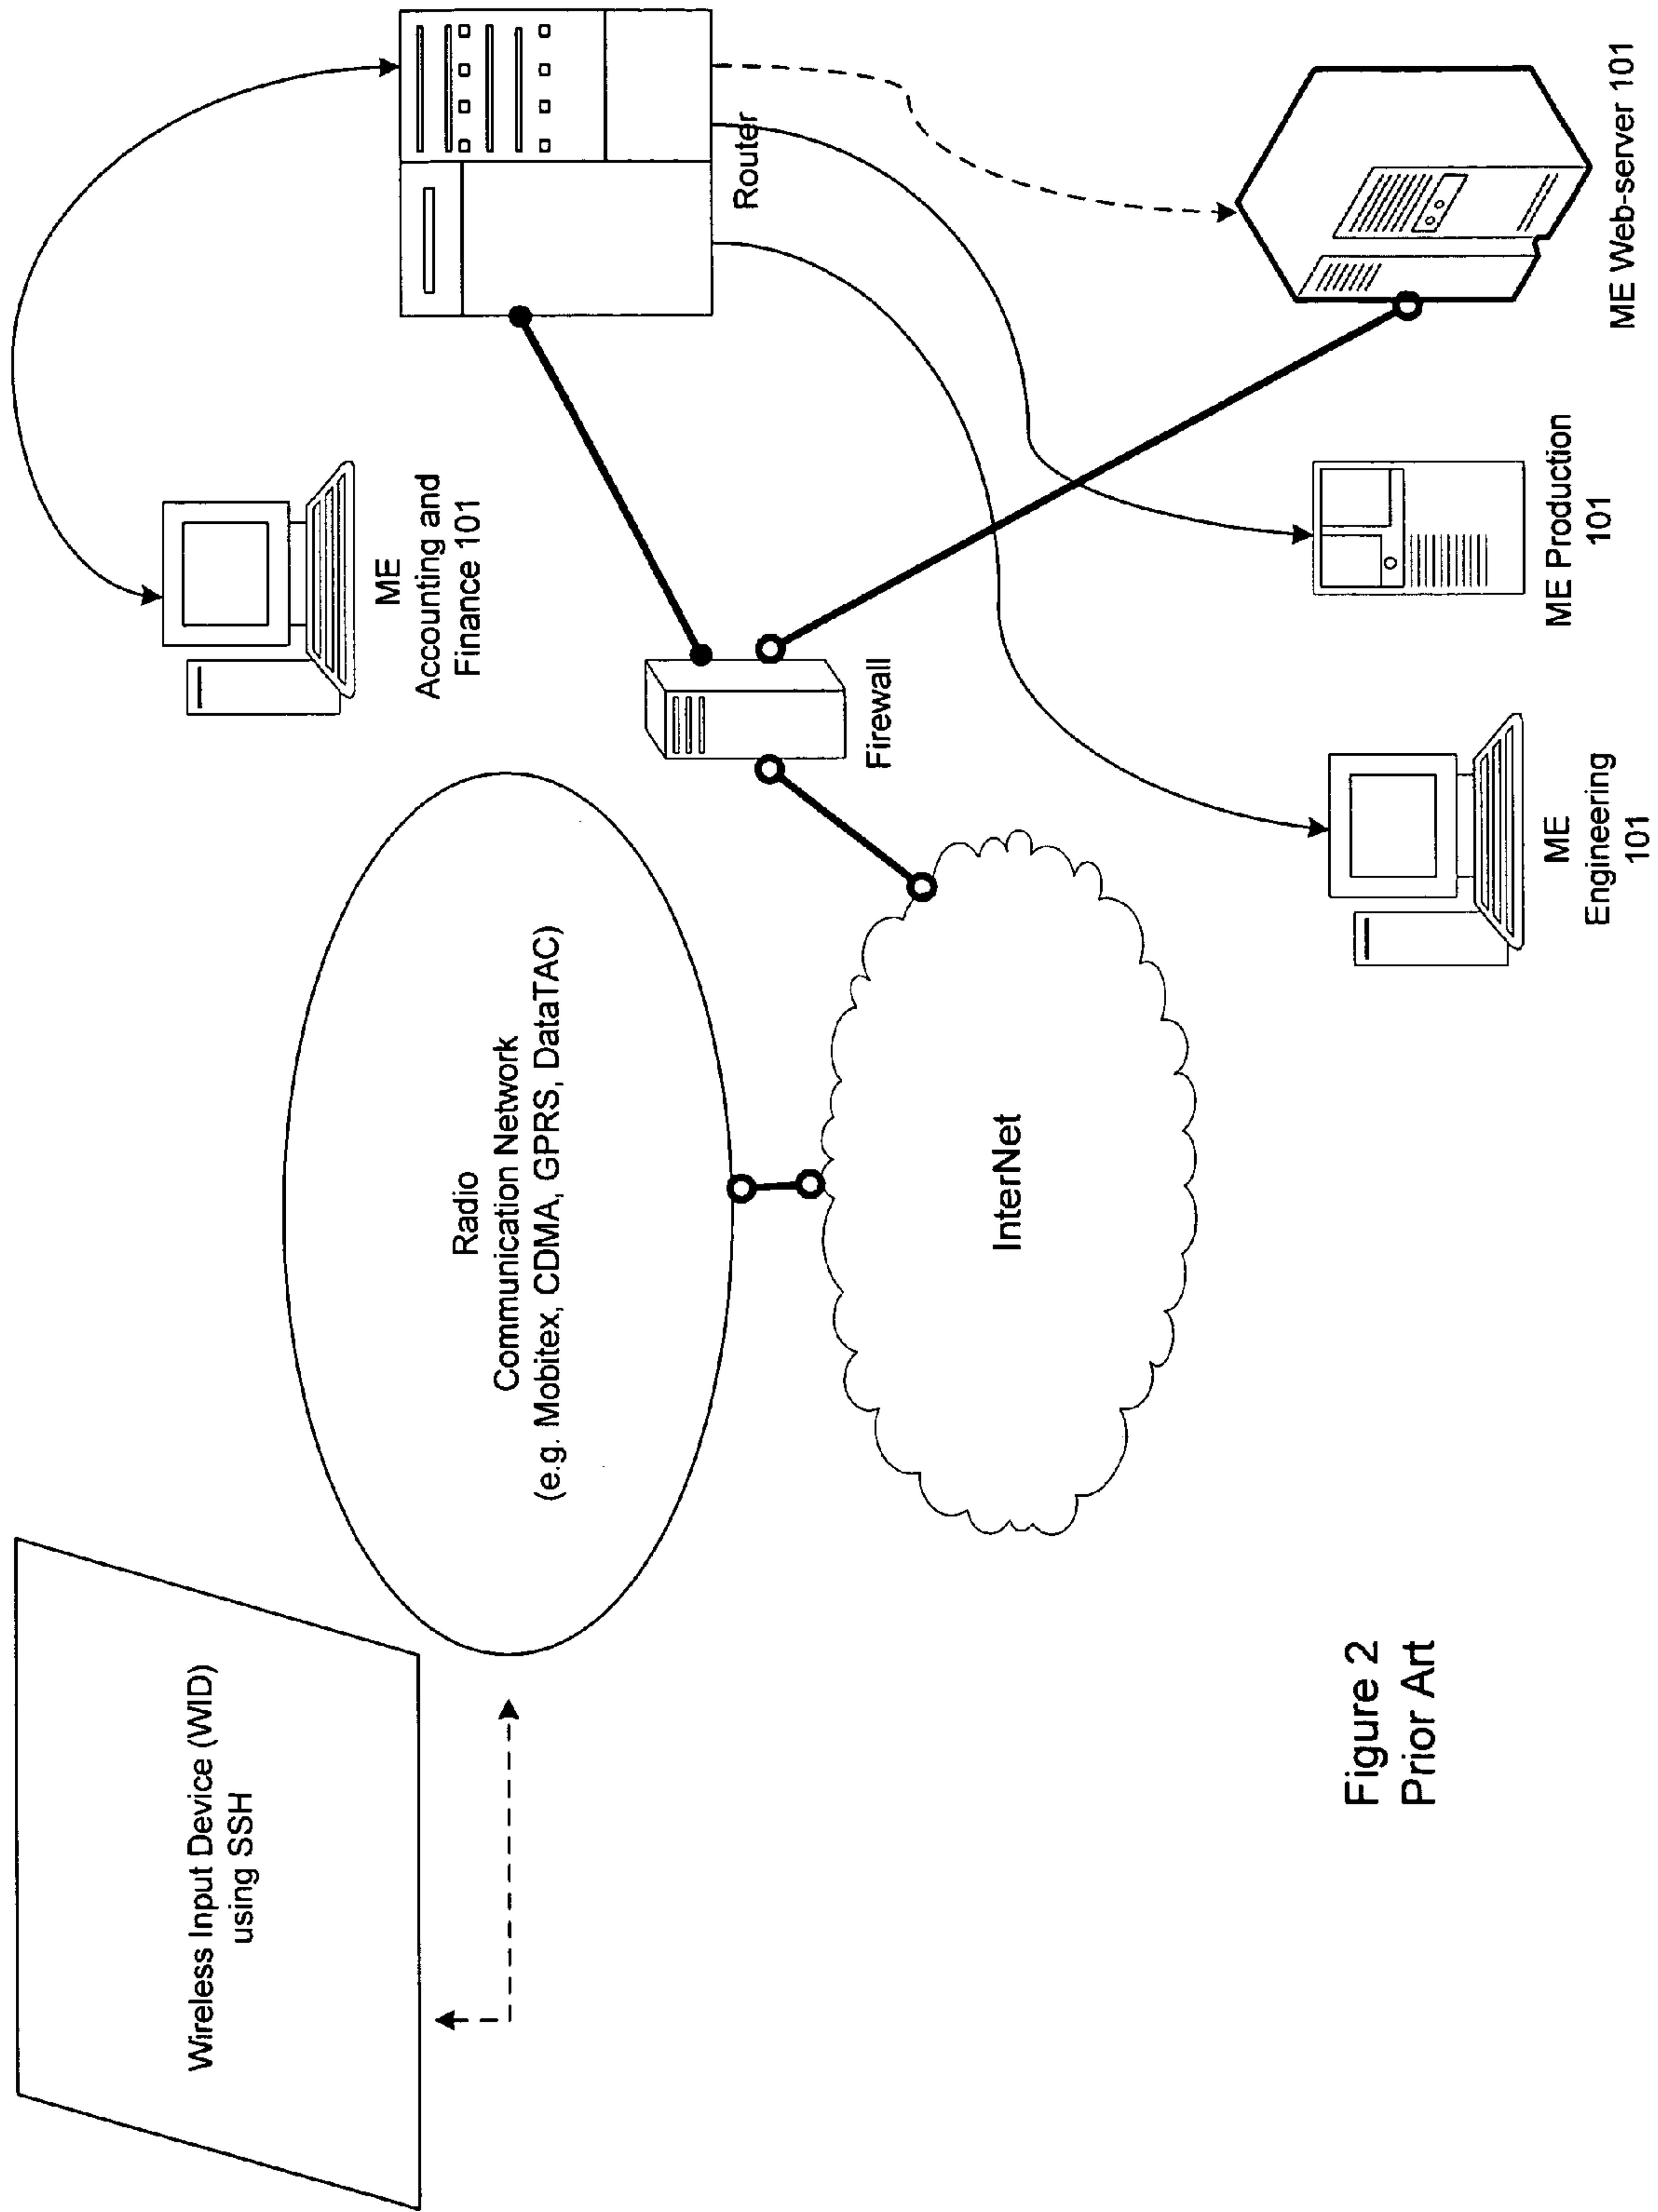 Wireless Input Device (WID)
using SSH
Radio
Communication Network
(e.g. Mobitex, CDMA, GPRS, DataTAC)
InterNet
Firewall
ME
Accounting and
Finance 101
Router
ME
Engineering
101
ME Production
101
ME Web-server 101
Figure 2
Prior Art